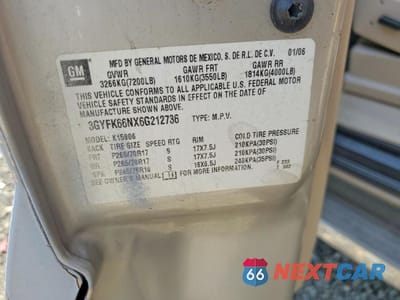 GM
MFD BY GENERAL MOTORS DE MEXICO, S. DE R.L. DE C.V. 01/06
GVWR GAWR FRT GAWR RR
3266KG(7200LB) 1610KG(3550LB) 1814KG(4000LB)
THIS VEHICLE CONFORMS TO ALL APPLICABLE U.S. FEDERAL MOTOR
VEHICLE SAFETY STANDARDS IN EFFECT ON THE DATE OF
MANUFACTURE SHOWN ABOVE.
3GYFK66NX6G212736 TYPE: M.P.V.
MODEL: K15906
RACK TIRE SIZE SPEED RTG RIM COLD TIRE PRESSURE
FRT P265/70R17 S 17X7.5J 210KPA(30PSI)
RR P265/70R17 S 17X7.5J 210KPA(30PSI)
SPA S 16X6.5J 240KPA(35PSI)
SEE OWNER'S MANUAL FOR MORE INFORMATION.
66 NEXTCAR